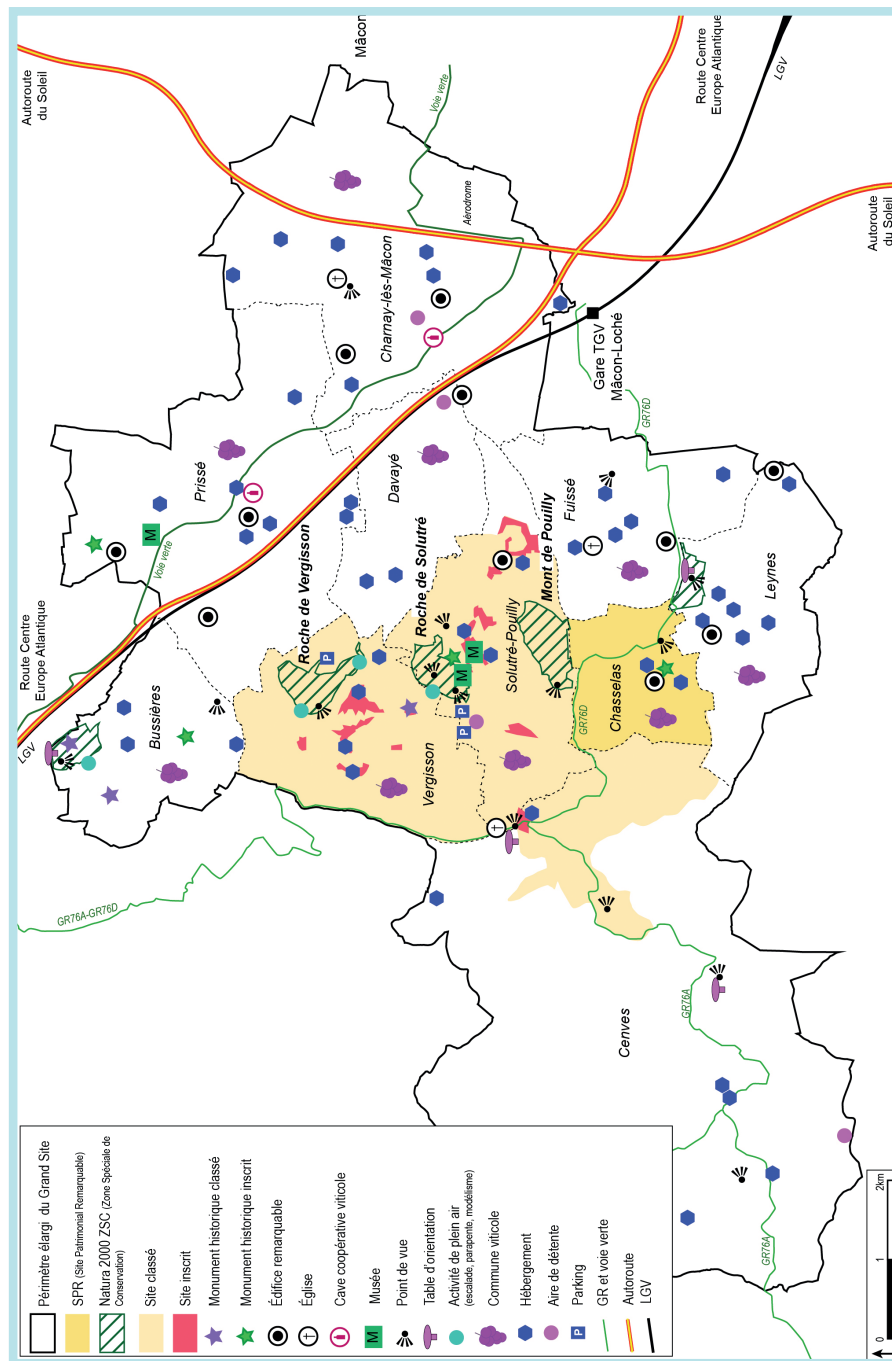 Périmètre élargi du Grand Site
SPR (Site Patrimonial Remarquable)
Natura 2000 ZSC (Zone Spéciale de
Conservation)
Site classé
Site inscrit
Monument historique classé
Monument historique inscrit
Édifice remarquable
Église
Cave coopérative viticole
M
Musée
Point de vue
Table d'orientation
Activité de plein air
(escalade, parapente, modélisme)
Commune viticole
Hébergement
Aire de détente
P
Parking
GR et voie verte
Autoroute
LGV
0
1
2km
LGV
Route Centre
Europe Atlantique
Autoroute
du Soleil
Mâcon
Voie verte
Aérodrome
Route Centre
Europe Atlantique
LGV
Autoroute
du Soleil
Gare TGV
Mâcon-Loché
Charnay-lès-Mâcon
Prissé
M
Voie verte
Bussières
Davayé
Roche de Vergisson
P
Roche de Solutré
M
M
P
P
Vergisson
Solutré-Pouilly
Mont de Pouilly
Fuissé
Chasselas
Leynes
Cenves
GR76A-GR76D
GR76D
GR76D
GR76A
GR76A